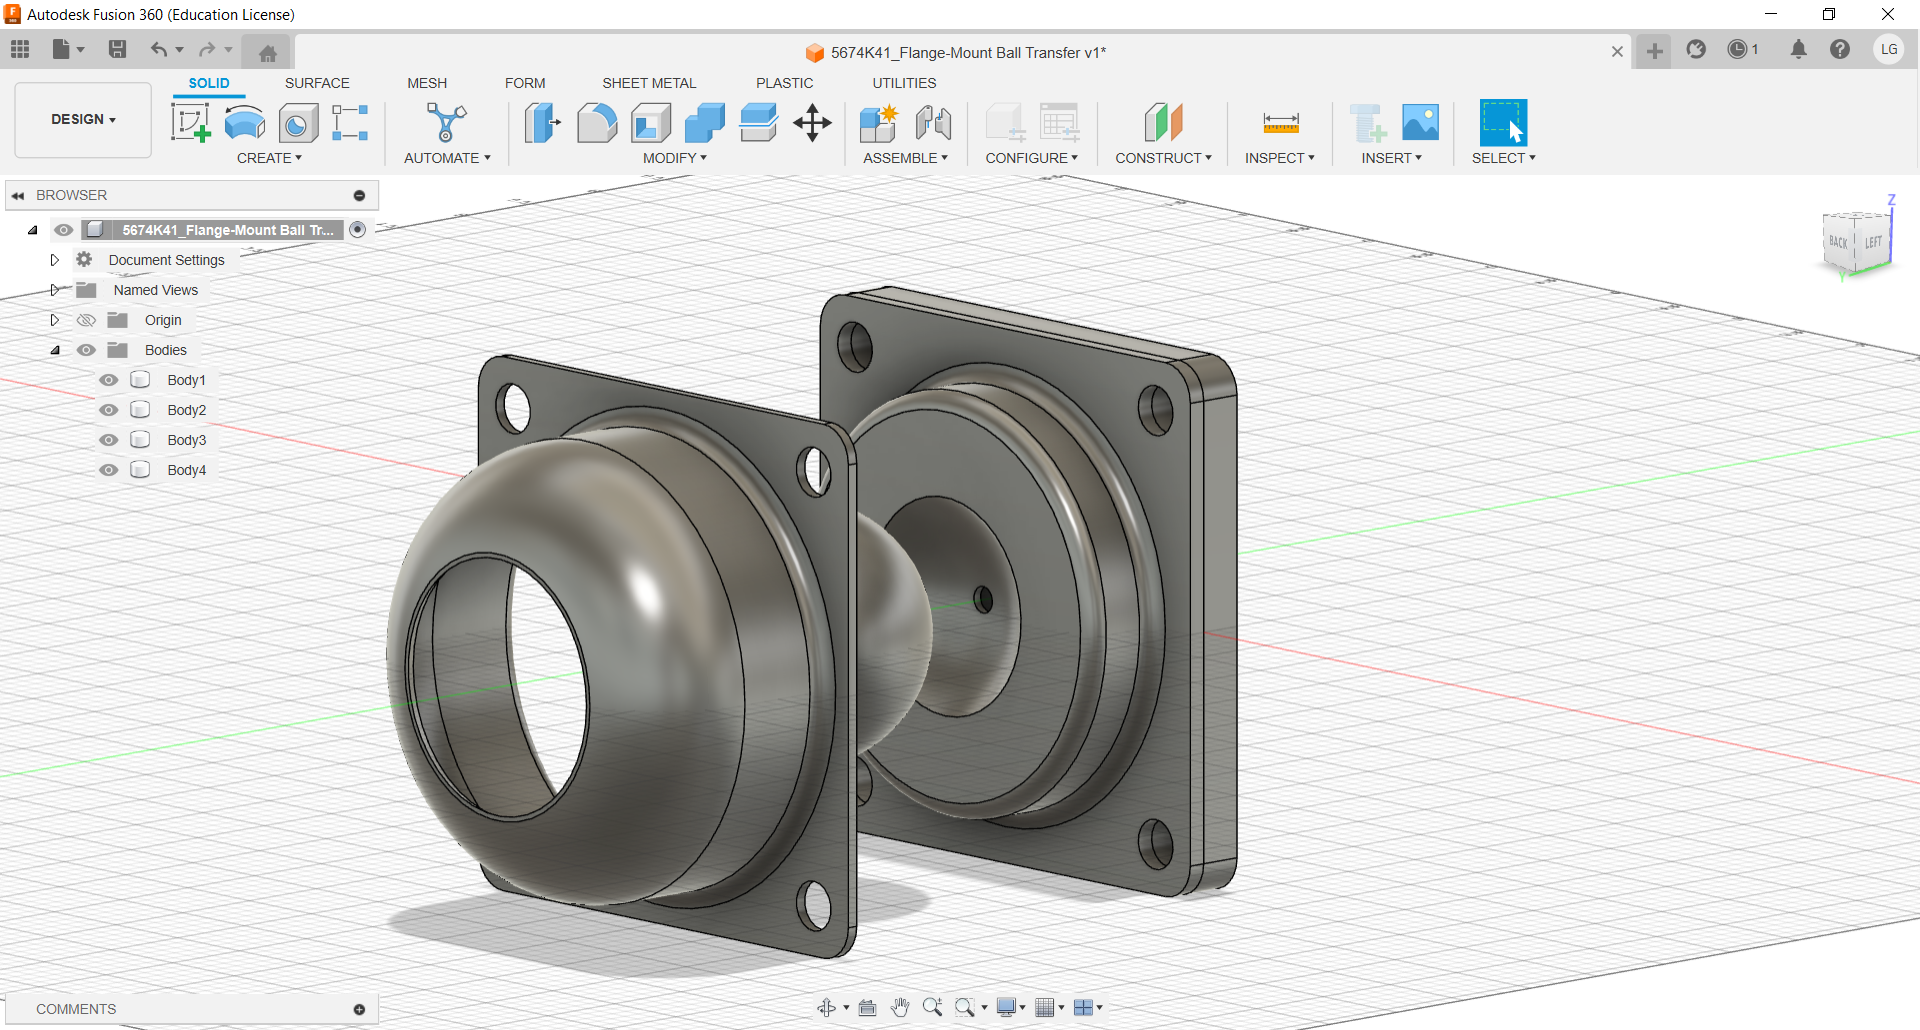 Autodesk Fusion 360 (Education License)
5674K41_Flange-Mount Ball Transfer v1*
1
LG
DESIGN
SOLID SURFACE MESH FORM SHEET METAL PLASTIC UTILITIES
CREATE AUTOMATE MODIFY ASSEMBLE CONFIGURE CONSTRUCT INSPECT INSERT SELECT
BROWSER
5674K41_Flange-Mount Ball Tr...
Document Settings
Named Views
Origin
Bodies
Body1
Body2
Body3
Body4
Z
BACK LEFT
Y
COMMENTS